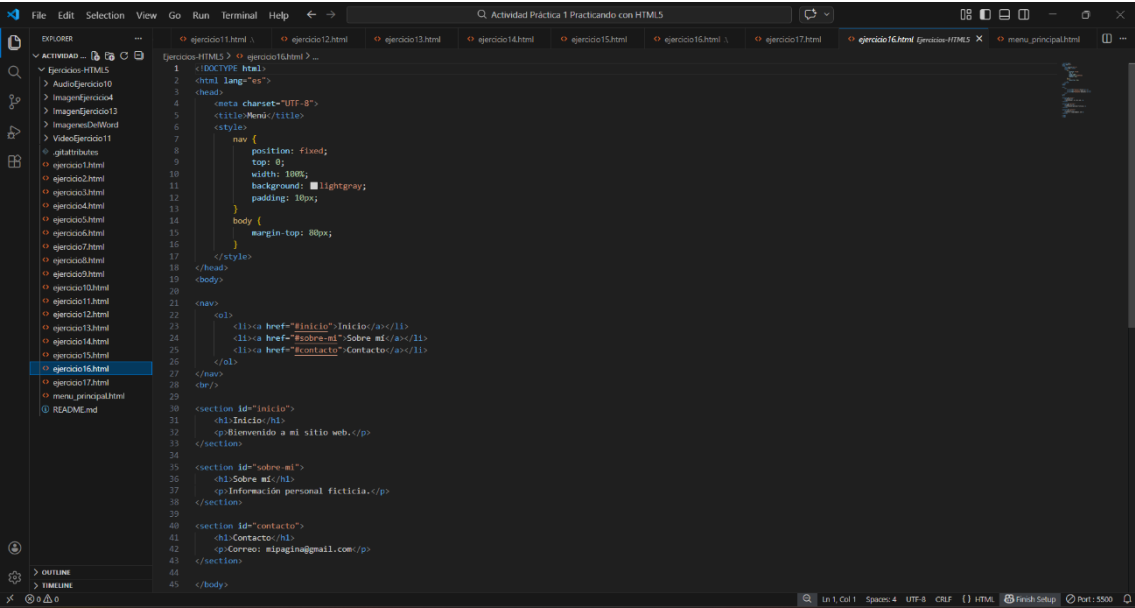 File Edit Selection View Go Run Terminal Help
Actividad Práctica 1 Practicando con HTML5
EXPLORER
ACTIVIDAD ...
Ejercicios-HTML5
AudioEjercicio10
ImagenEjercicio4
ImagenEjercicio13
ImagenesDelWord
VideoEjercicio11
.gitattributes
ejercicio1.html
ejercicio2.html
ejercicio3.html
ejercicio4.html
ejercicio5.html
ejercicio6.html
ejercicio7.html
ejercicio8.html
ejercicio9.html
ejercicio10.html
ejercicio11.html
ejercicio12.html
ejercicio13.html
ejercicio14.html
ejercicio15.html
ejercicio16.html
ejercicio17.html
menu_principal.html
README.md
OUTLINE
TIMELINE
ejercicio11.html ejercicio12.html ejercicio13.html ejercicio14.html ejercicio15.html ejercicio16.html ejercicio17.html ejercicio16.html Ejercicios-HTML5 menu_principal.html
Ejercicios-HTML5 > ejercicio16.html > ...
1 <!DOCTYPE html>
2 <html lang="es">
3 <head>
4 <meta charset="UTF-8">
5 <title>Menú</title>
6 <style>
7 nav {
8 position: fixed;
9 top: 0;
10 width: 100%;
11 background: lightgray;
12 padding: 10px;
13 }
14 body {
15 margin-top: 80px;
16 }
17 </style>
18 </head>
19 <body>
20
21 <nav>
22 <ol>
23 <li><a href="#inicio">Inicio</a></li>
24 <li><a href="#sobre-mi">Sobre mí</a></li>
25 <li><a href="#contacto">Contacto</a></li>
26 </ol>
27 </nav>
28 <br/>
29
30 <section id="inicio">
31 <h1>Inicio</h1>
32 <p>Bienvenido a mi sitio web.</p>
33 </section>
34
35 <section id="sobre-mi">
36 <h1>Sobre mí</h1>
37 <p>Información personal ficticia.</p>
38 </section>
39
40 <section id="contacto">
41 <h1>Contacto</h1>
42 <p>Correo: mipagina@gmail.com</p>
43 </section>
44
45 </body>
0 0
Ln 1, Col 1 Spaces: 4 UTF-8 CRLF {} HTML Finish Setup Port : 5500